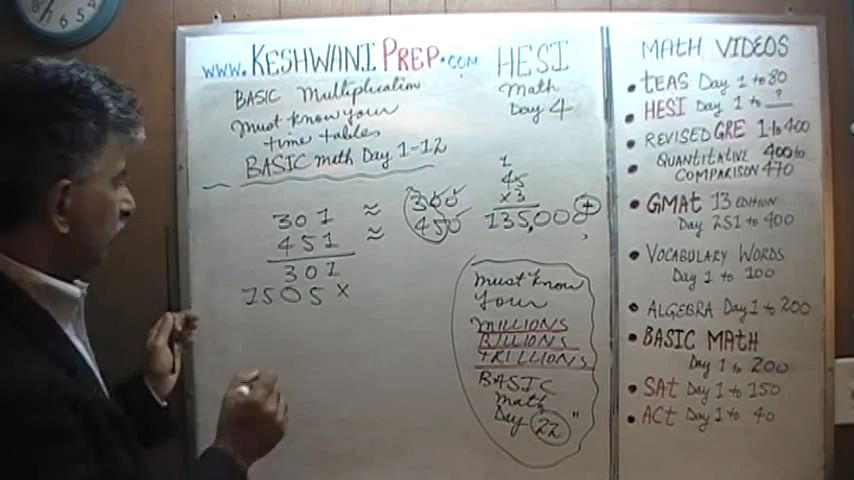 www.KESHWANIPREP.com
BASIC Multiplication
Must know your
time tables
BASIC math Day 1-12
HESI
Math
Day 4
301 ≈ 300
451 ≈ 450
301
1505 x
1
45
x3
135,000 +
Must know
your
MILLIONS
BILLIONS
TRILLIONS
BASIC
Math
Day 22"
MATH VIDEOS
• TEAS Day 1 to 80
• HESI Day 1 to ?
• REVISED GRE 1 to 400
• QUANTITATIVE 400 to
COMPARISON 470
• GMAT 13 EDITION
Day 251 to 400
• VOCABULARY WORDS
Day 1 to 100
• ALGEBRA Day 1 to 200
• BASIC MATH
Day 1 to 200
• SAt Day 1 to 150
• ACt Day 1 to 40